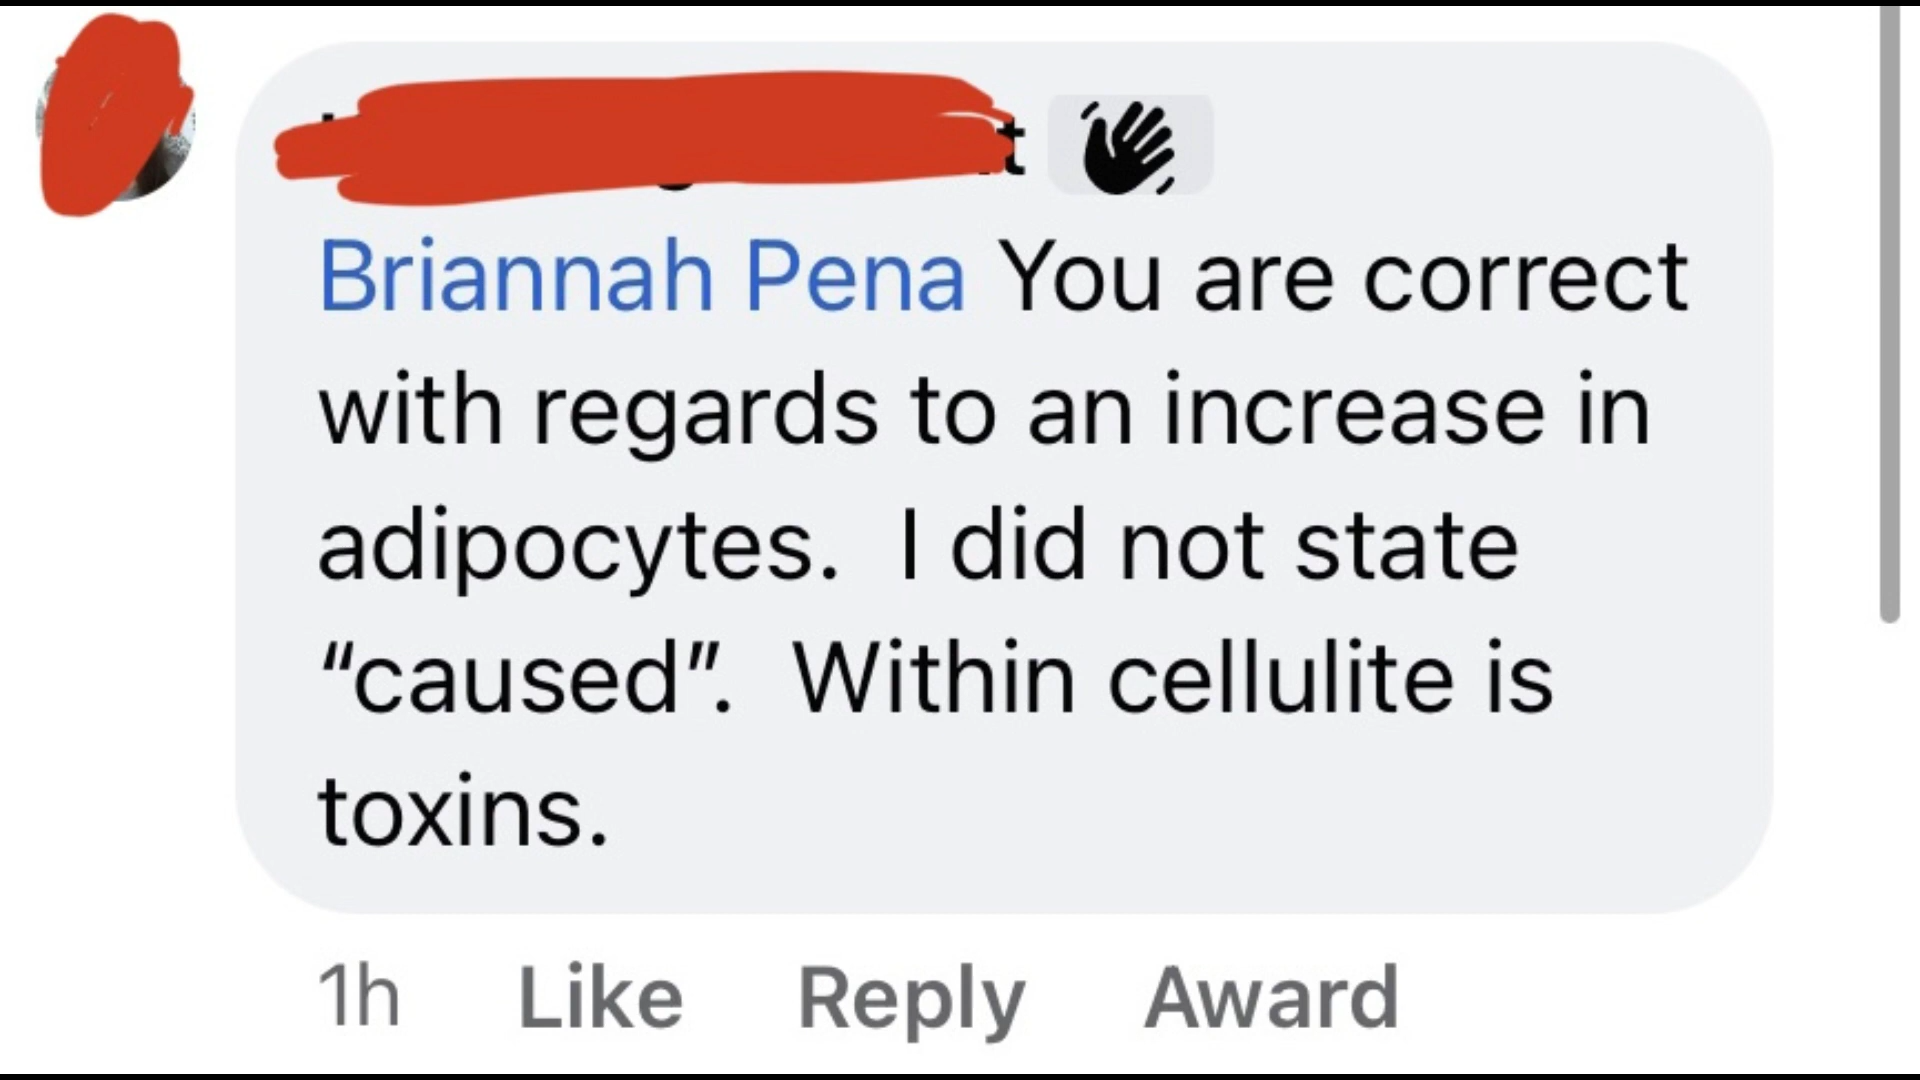 Briannah Pena You are correct
with regards to an increase in
adipocytes.  I did not state
“caused”.  Within cellulite is
toxins.
1h Like Reply Award